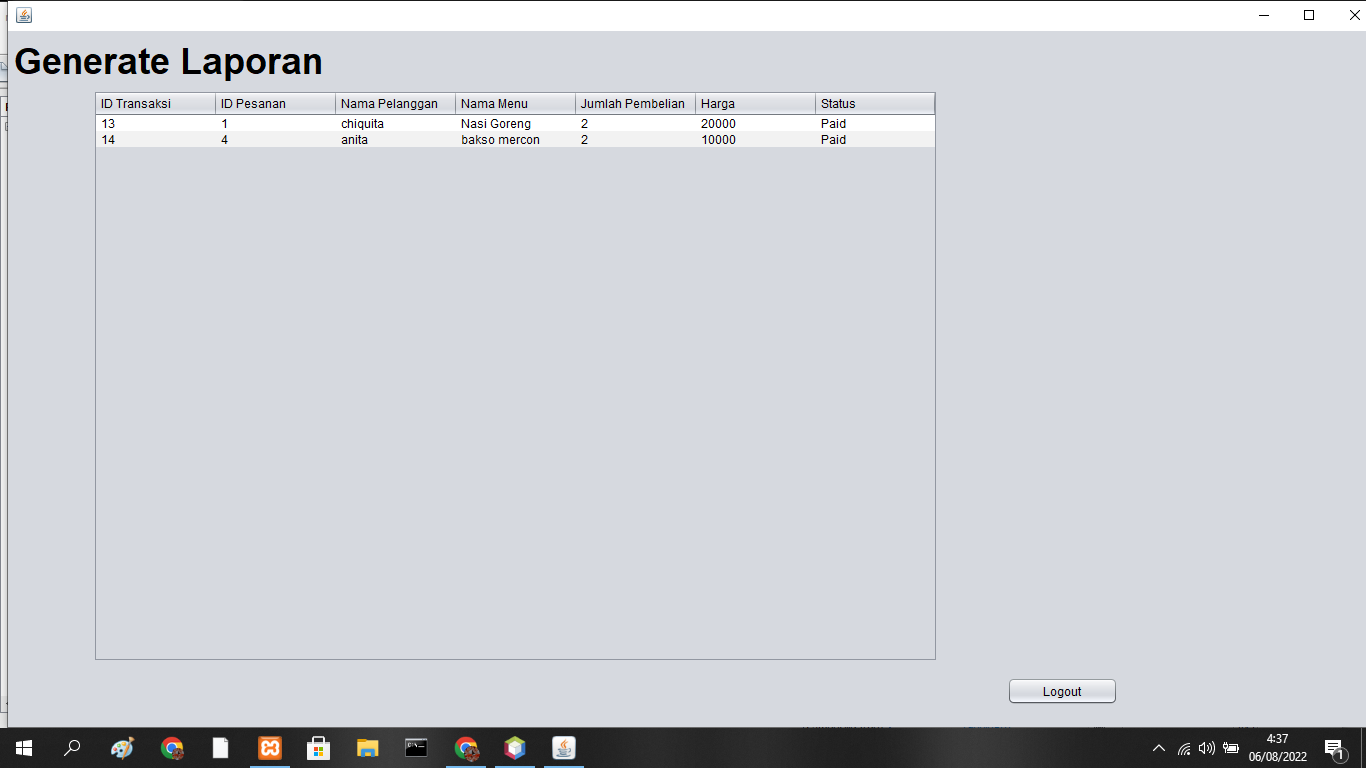 Generate Laporan
ID Transaksi ID Pesanan Nama Pelanggan Nama Menu Jumlah Pembelian Harga Status
13 1 chiquita Nasi Goreng 2 20000 Paid
14 4 anita bakso mercon 2 10000 Paid
Logout
4:37
06/08/2022
1